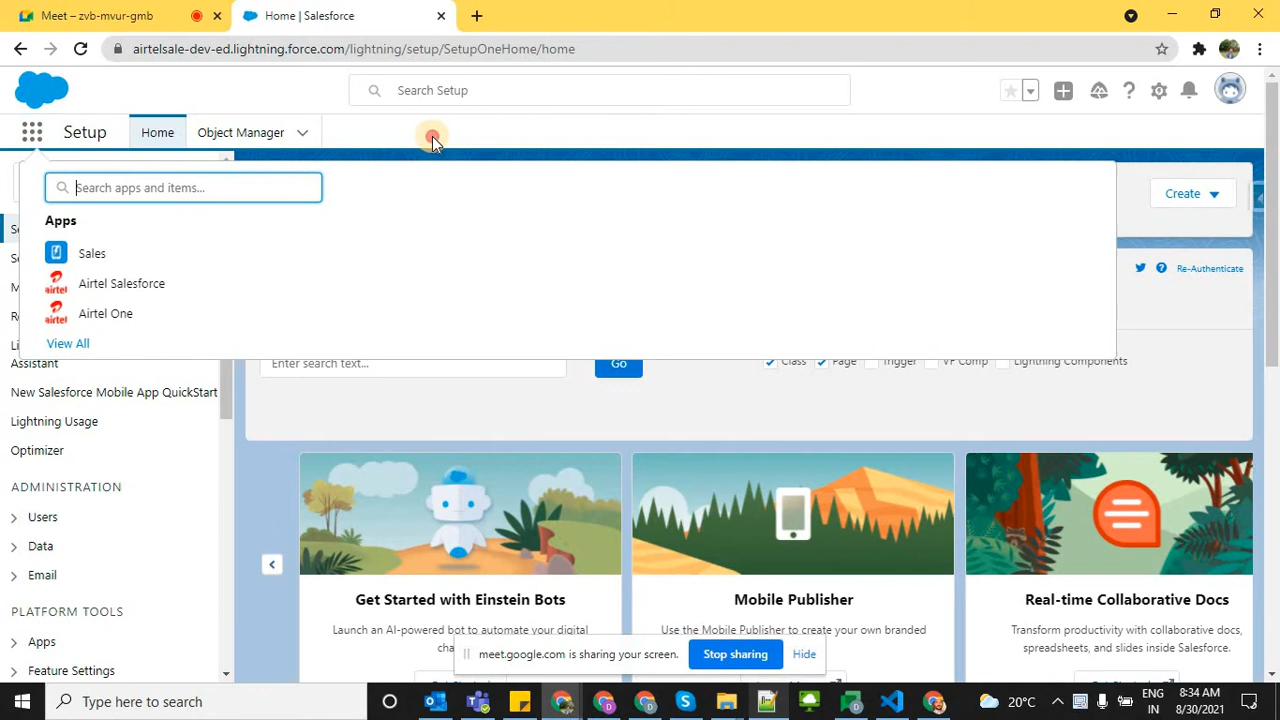 Meet – zvb-mvur-gmb
Home | Salesforce
airtelsale-dev-ed.lightning.force.com/lightning/setup/SetupOneHome/home
Search Setup
Setup
Home
Object Manager
Search apps and items...
Create
Apps
Sales
Airtel Salesforce
Airtel One
View All
Re-Authenticate
Assistant
New Salesforce Mobile App QuickStart
Lightning Usage
Optimizer
ADMINISTRATION
Users
Data
Email
PLATFORM TOOLS
Apps
Feature Settings
Enter search text...
Go
Class
Page
Trigger
VF Comp
Lightning Components
Get Started with Einstein Bots
Launch an AI-powered bot to automate your digital
Mobile Publisher
Use the Mobile Publisher to create your own branded
Real-time Collaborative Docs
Transform productivity with collaborative docs,
slides, and slides inside Salesforce.
meet.google.com is sharing your screen.
Stop sharing
Hide
Type here to search
20°C
ENG
IN
8:34 AM
8/30/2021